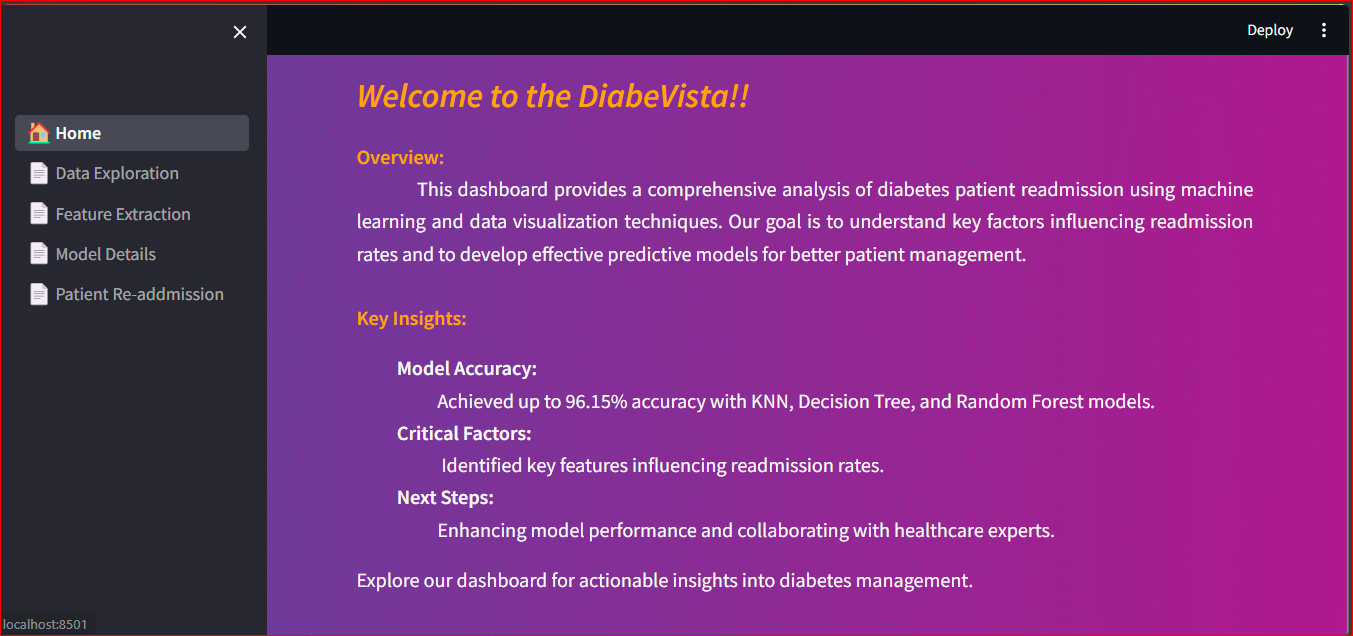 Deploy
Home
Data Exploration
Feature Extraction
Model Details
Patient Re-addmission
Welcome to the DiabeVista!!
Overview:
This dashboard provides a comprehensive analysis of diabetes patient readmission using machine
learning and data visualization techniques. Our goal is to understand key factors influencing readmission
rates and to develop effective predictive models for better patient management.
Key Insights:
Model Accuracy:
Achieved up to 96.15% accuracy with KNN, Decision Tree, and Random Forest models.
Critical Factors:
Identified key features influencing readmission rates.
Next Steps:
Enhancing model performance and collaborating with healthcare experts.
Explore our dashboard for actionable insights into diabetes management.
localhost:8501